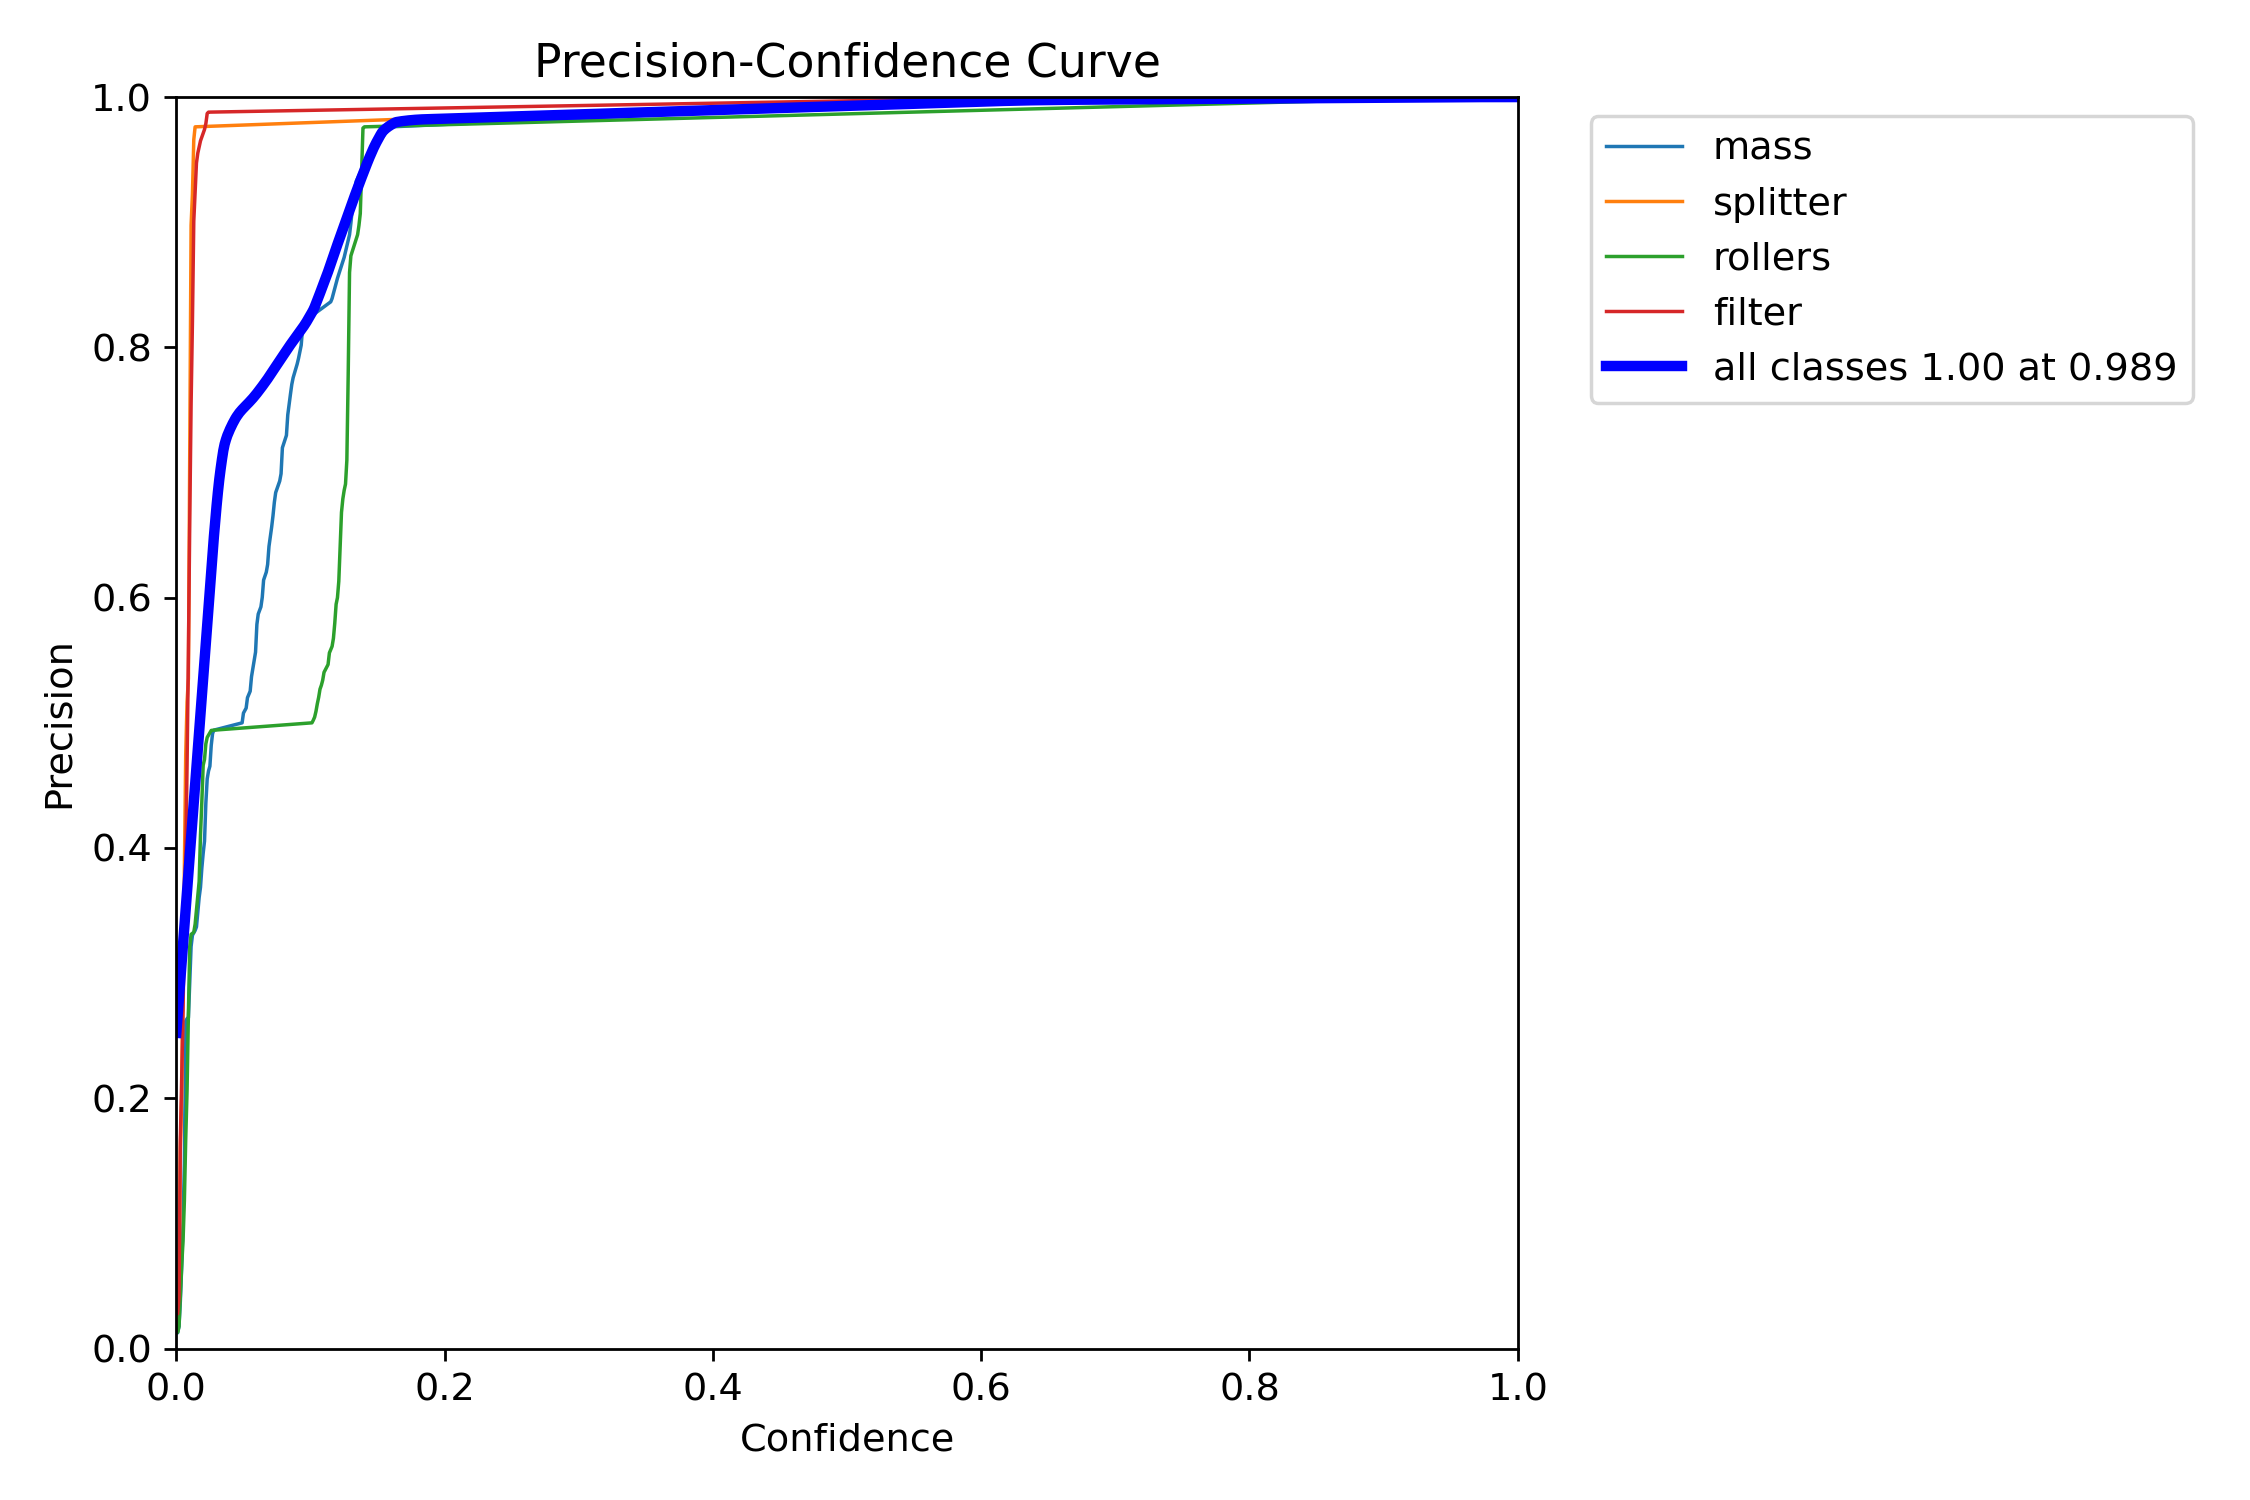 Precision-Confidence Curve
1.0
0.8
0.6
0.4
0.2
0.0
Precision
0.0 0.2 0.4 0.6 0.8 1.0
Confidence
mass
splitter
rollers
filter
all classes 1.00 at 0.989